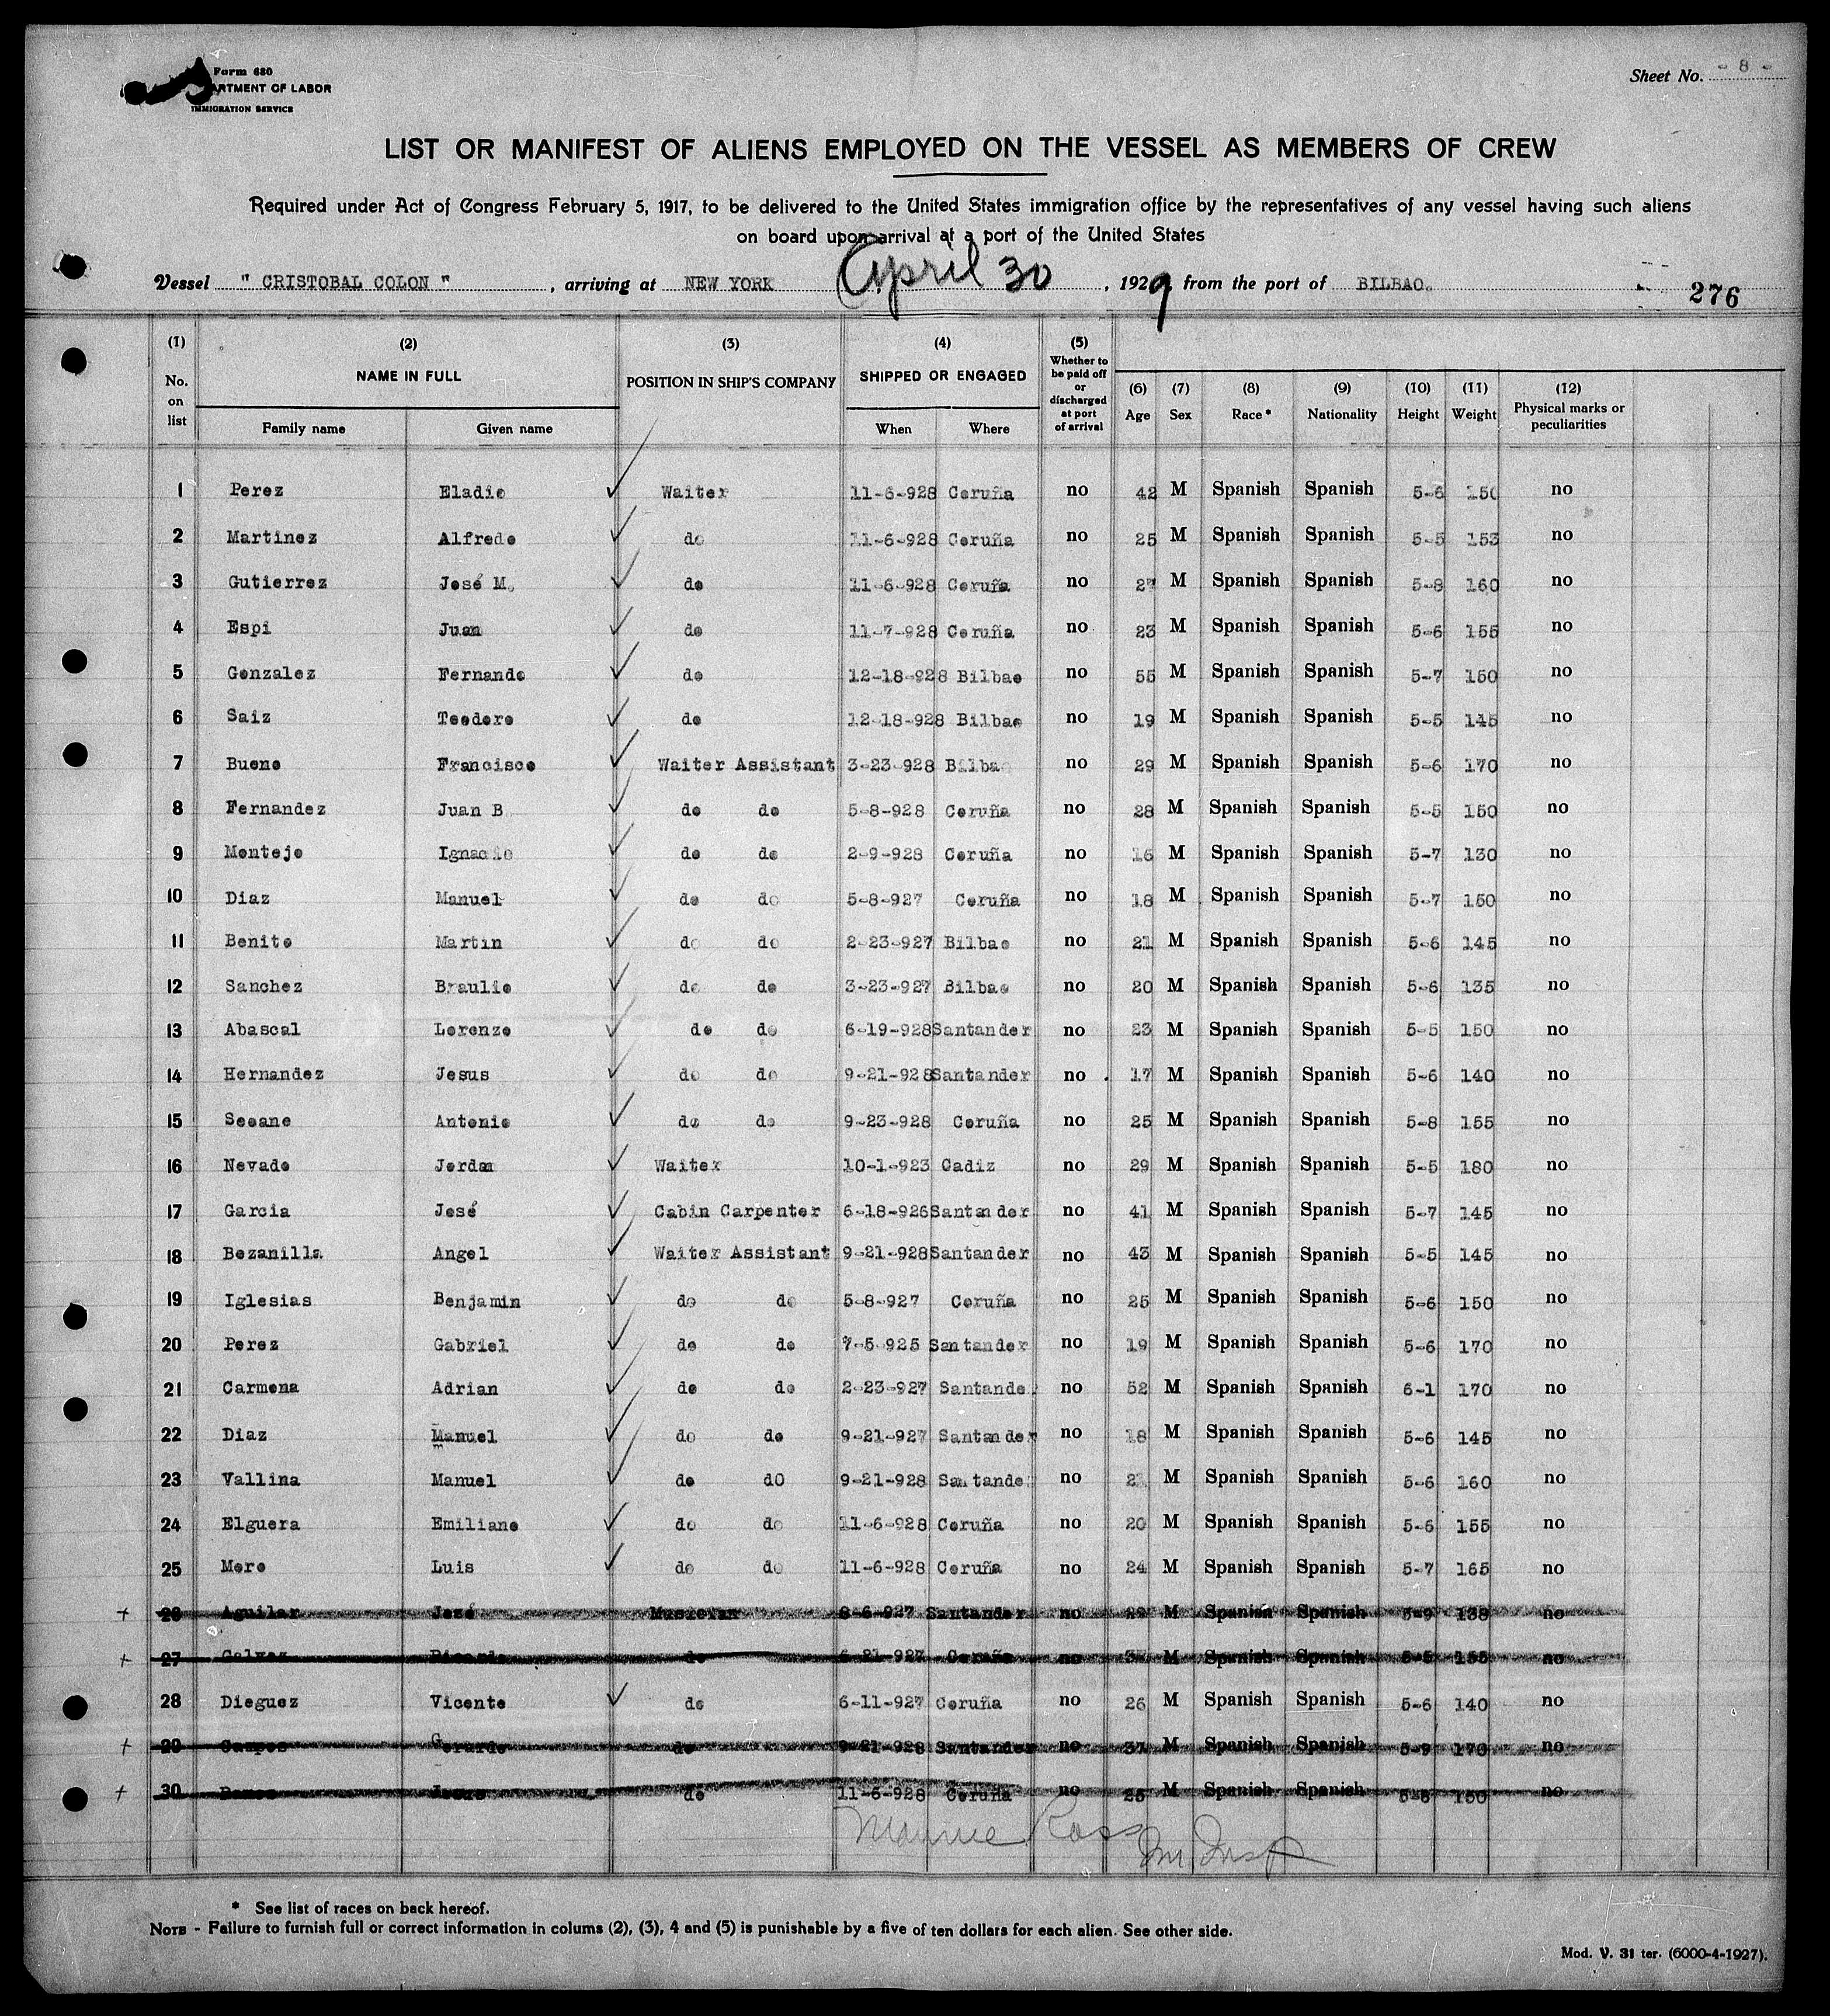 Form 680
ARTMENT OF LABOR
IMMIGRATION SERVICE
Sheet No. - 8 -
LIST OR MANIFEST OF ALIENS EMPLOYED ON THE VESSEL AS MEMBERS OF CREW
Required under Act of Congress February 5, 1917, to be delivered to the United States immigration office by the representatives of any vessel having such aliens
on board upon arrival at a port of the United States
Vessel " CRISTOBAL COLON " , arriving at NEW YORK April 30 , 1929 from the port of BILBAO. 276
(1) No. on list
(2) NAME IN FULL Family name Given name
(3) POSITION IN SHIP'S COMPANY
(4) SHIPPED OR ENGAGED When Where
(5) Whether to be paid off or discharged at port of arrival
(6) Age
(7) Sex
(8) Race *
(9) Nationality
(10) Height
(11) Weight
(12) Physical marks or peculiarities
1 Perez Eladio Waiter 11-6-928 Coruña no 42 M Spanish Spanish 5-6 150 no
2 Martinez Alfredo do 11-6-928 Coruña no 25 M Spanish Spanish 5-5 153 no
3 Gutierrez José M. do 11-6-928 Coruña no 27 M Spanish Spanish 5-8 160 no
4 Espi Juan do 11-7-928 Coruña no 23 M Spanish Spanish 5-6 155 no
5 Gonzalez Fernando do 12-18-928 Bilbao no 55 M Spanish Spanish 5-7 150 no
6 Saiz Teodoro do 12-18-928 Bilbao no 19 M Spanish Spanish 5-5 145 no
7 Bueno Francisco Waiter Assistant 3-23-928 Bilbao no 29 M Spanish Spanish 5-6 170 no
8 Fernandez Juan B do do 5-8-928 Coruña no 28 M Spanish Spanish 5-5 150 no
9 Montejo Ignacio do do 2-9-928 Coruña no 16 M Spanish Spanish 5-7 130 no
10 Diaz Manuel do do 5-8-927 Coruña no 18 M Spanish Spanish 5-7 150 no
11 Benito Martin do do 2-23-927 Bilbao no 21 M Spanish Spanish 5-6 145 no
12 Sanchez Braulio do do 3-23-927 Bilbao no 20 M Spanish Spanish 5-6 135 no
13 Abascal Lorenzo do do 6-19-928 Santander no 23 M Spanish Spanish 5-5 150 no
14 Hernandez Jesus do do 9-21-928 Santander no 17 M Spanish Spanish 5-6 140 no
15 Seoane Antonio do do 9-23-928 Coruña no 25 M Spanish Spanish 5-8 155 no
16 Nevado Jordan Waiter 10-1-923 Cadiz no 29 M Spanish Spanish 5-5 180 no
17 Garcia José Cabin Carpenter 6-18-926 Santander no 41 M Spanish Spanish 5-7 145 no
18 Bezanilla Angel Waiter Assistant 9-21-928 Santander no 43 M Spanish Spanish 5-5 145 no
19 Iglesias Benjamin do do 5-8-927 Coruña no 25 M Spanish Spanish 5-6 150 no
20 Perez Gabriel do do 7-5-925 Santander no 19 M Spanish Spanish 5-6 170 no
21 Carmona Adrian do do 2-23-927 Santande no 52 M Spanish Spanish 6-1 170 no
22 Diaz Manuel do do 9-21-927 Santander no 18 M Spanish Spanish 5-6 145 no
23 Vallina Manuel do dO 9-21-928 Santande no M Spanish Spanish 5-6 160 no
24 Elguera Emiliano do do 11-6-928 Coruña no 20 M Spanish Spanish 5-6 155 no
25 Moro Luis do do 11-6-928 Coruña no 24 M Spanish Spanish 5-7 165 no
+ 26 Aguilar José Musician 8-6-927 Santander no 29 M Spanish Spanish 5-9 138 no
+ 27 Galvez Ricardo do 6-21-927 Coruña no M Spanish Spanish 5-5 155 no
28 Dieguez Vicente do 6-11-927 Coruña no 26 M Spanish Spanish 5-6 140 no
+ 29 Campos Gerardo do 9-21-928 Santander no 37 M Spanish Spanish 5-9 170 no
+ 30 do 11-6-928 Coruña no 25 M Spanish Spanish 150 no
Ross
Im. Insp
* See list of races on back hereof.
NOTE - Failure to furnish full or correct information in colums (2), (3), 4 and (5) is punishable by a five of ten dollars for each alien. See other side.
Mod. V. 31 ter. (6000-4-1927).